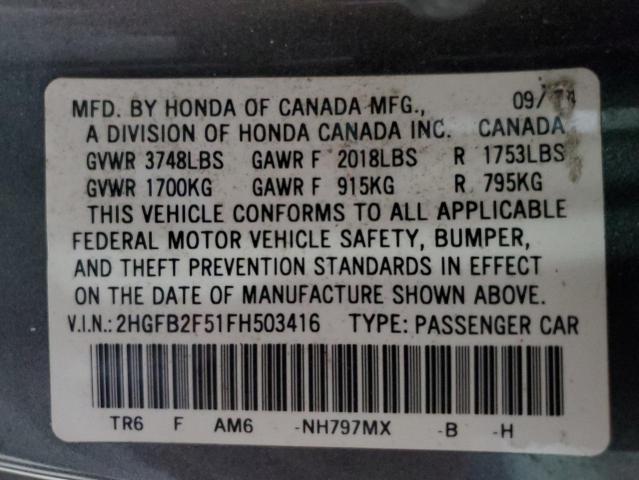 MFD. BY HONDA OF CANADA MFG., 09/14
A DIVISION OF HONDA CANADA INC. CANADA
GVWR 3748LBS GAWR F 2018LBS R 1753LBS
GVWR 1700KG GAWR F 915KG R 795KG
THIS VEHICLE CONFORMS TO ALL APPLICABLE
FEDERAL MOTOR VEHICLE SAFETY, BUMPER,
AND THEFT PREVENTION STANDARDS IN EFFECT
ON THE DATE OF MANUFACTURE SHOWN ABOVE.
V.I.N.: 2HGFB2F51FH503416 TYPE: PASSENGER CAR
TR6 F AM6 -NH797MX -B -H